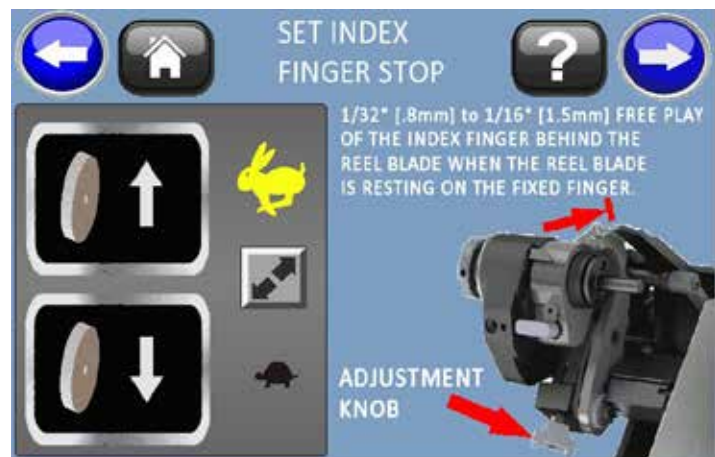 SET INDEX
FINGER STOP
?
1/32" [.8mm] to 1/16" [1.5mm] FREE PLAY
OF THE INDEX FINGER BEHIND THE
REEL BLADE WHEN THE REEL BLADE
IS RESTING ON THE FIXED FINGER.
ADJUSTMENT
KNOB